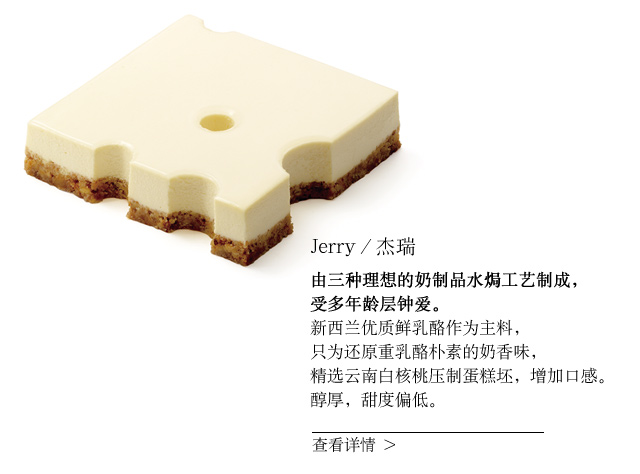 Jerry / 杰瑞
由三种理想的奶制品水焗工艺制成，
受多年龄层钟爱。
新西兰优质鲜乳酪作为主料，
只为还原重乳酪朴素的奶香味，
精选云南白核桃压制蛋糕坯，增加口感。
醇厚，甜度偏低。
查看详情 >